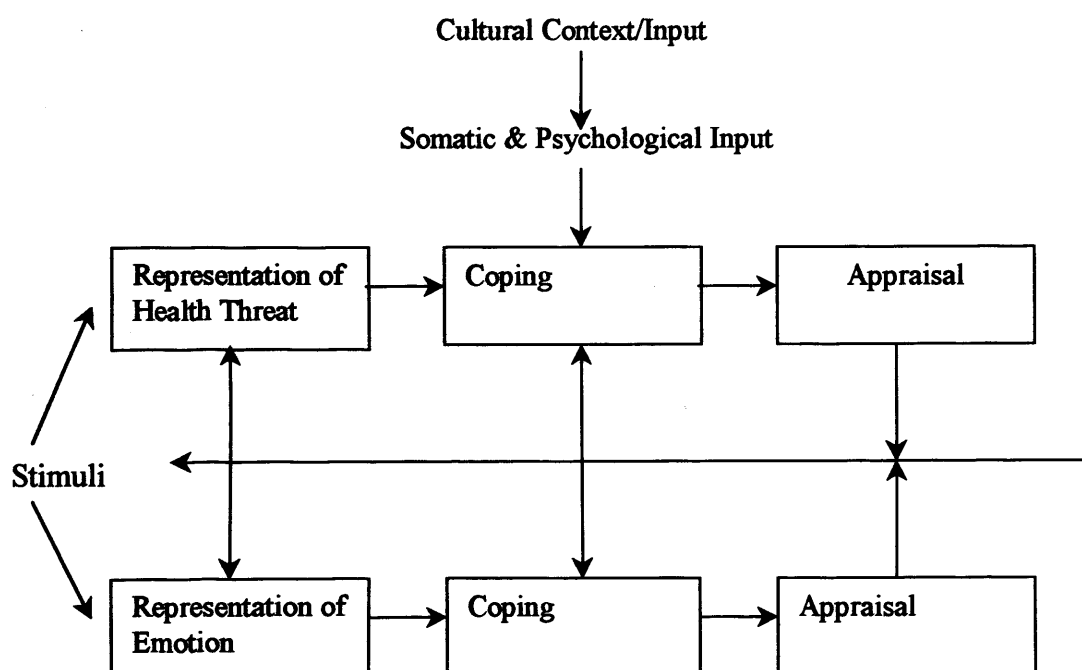 Cultural Context/Input
Somatic & Psychological Input
Representation of
Health Threat
Coping
Appraisal
Stimuli
Representation of
Emotion
Coping
Appraisal